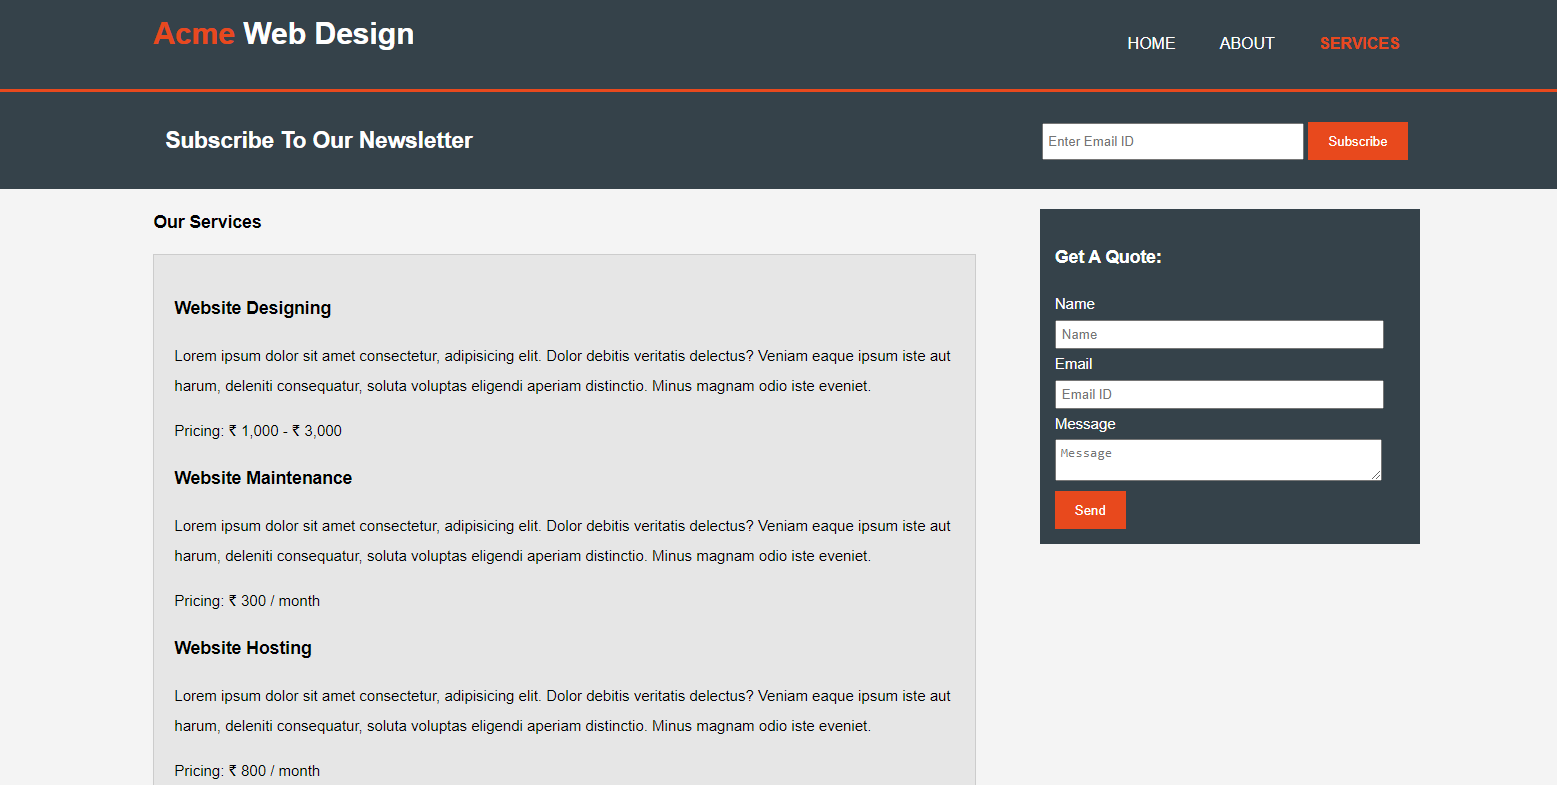 Acme Web Design
HOME ABOUT SERVICES
Subscribe To Our Newsletter
Enter Email ID
Subscribe
Our Services
Website Designing
Lorem ipsum dolor sit amet consectetur, adipisicing elit. Dolor debitis veritatis delectus? Veniam eaque ipsum iste aut
harum, deleniti consequatur, soluta voluptas eligendi aperiam distinctio. Minus magnam odio iste eveniet.
Pricing: ₹ 1,000 - ₹ 3,000
Website Maintenance
Lorem ipsum dolor sit amet consectetur, adipisicing elit. Dolor debitis veritatis delectus? Veniam eaque ipsum iste aut
harum, deleniti consequatur, soluta voluptas eligendi aperiam distinctio. Minus magnam odio iste eveniet.
Pricing: ₹ 300 / month
Website Hosting
Lorem ipsum dolor sit amet consectetur, adipisicing elit. Dolor debitis veritatis delectus? Veniam eaque ipsum iste aut
harum, deleniti consequatur, soluta voluptas eligendi aperiam distinctio. Minus magnam odio iste eveniet.
Pricing: ₹ 800 / month
Get A Quote:
Name
Name
Email
Email ID
Message
Message
Send